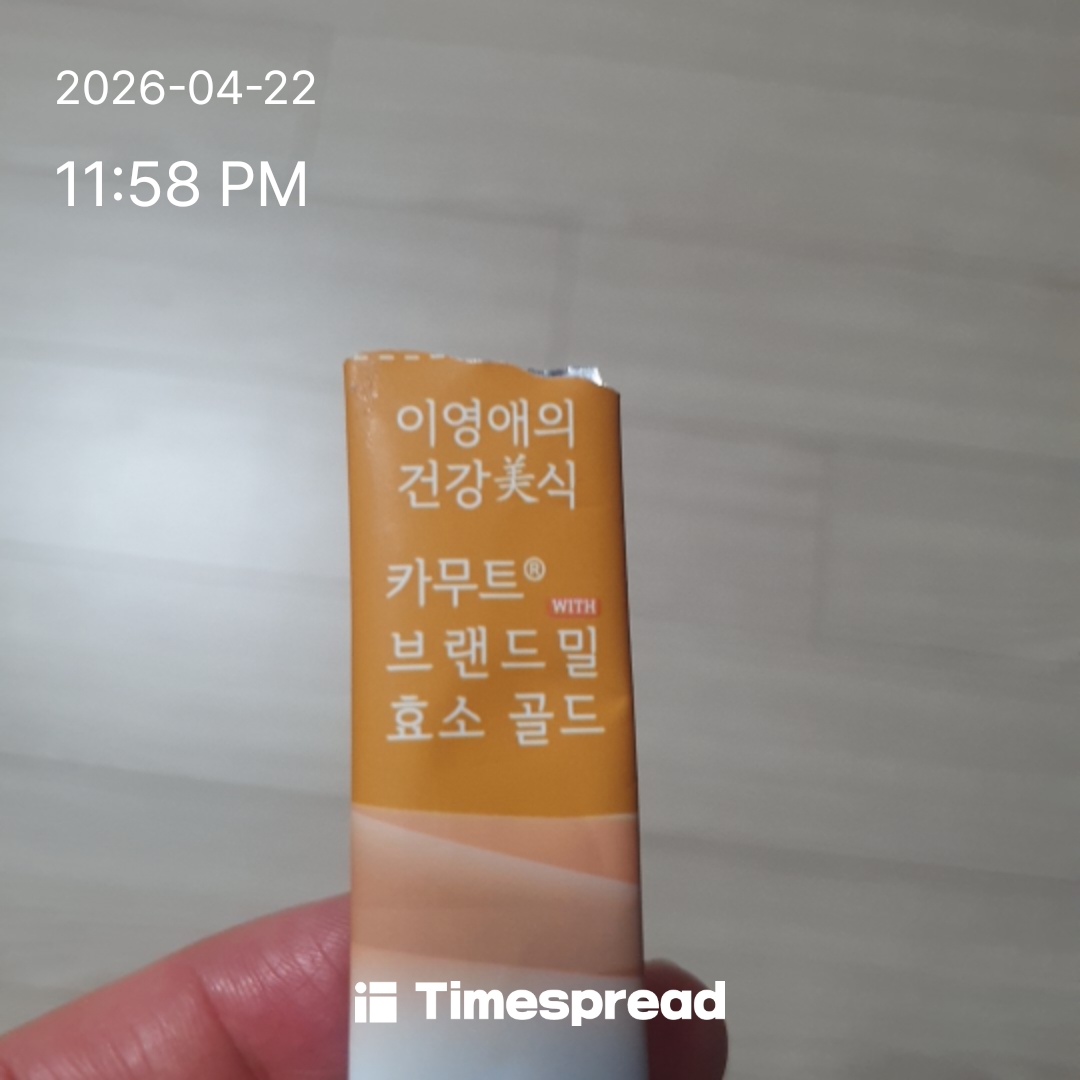 2026-04-22
11:58 PM
이영애의
건강美식
카무트®
WITH
브랜드밀
효소 골드
Timespread